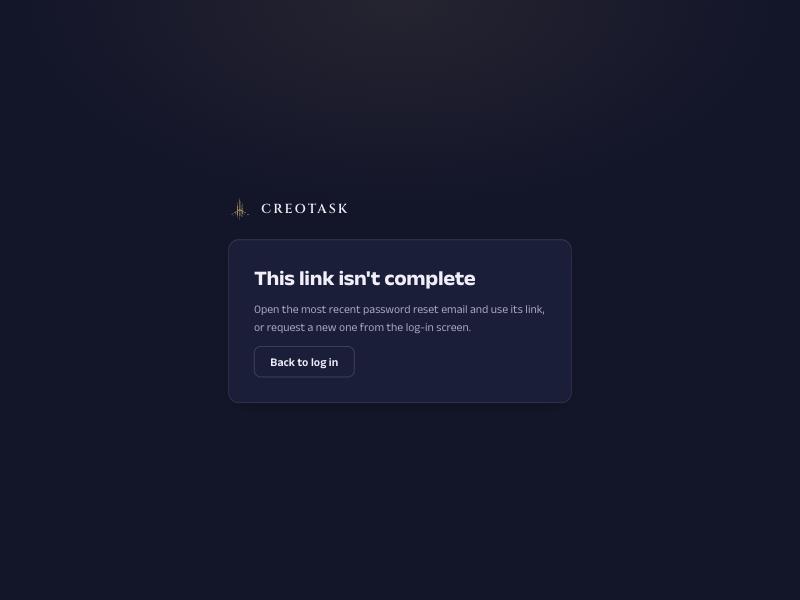 CREOTASK
This link isn't complete
Open the most recent password reset email and use its link,
or request a new one from the log-in screen.
Back to log in